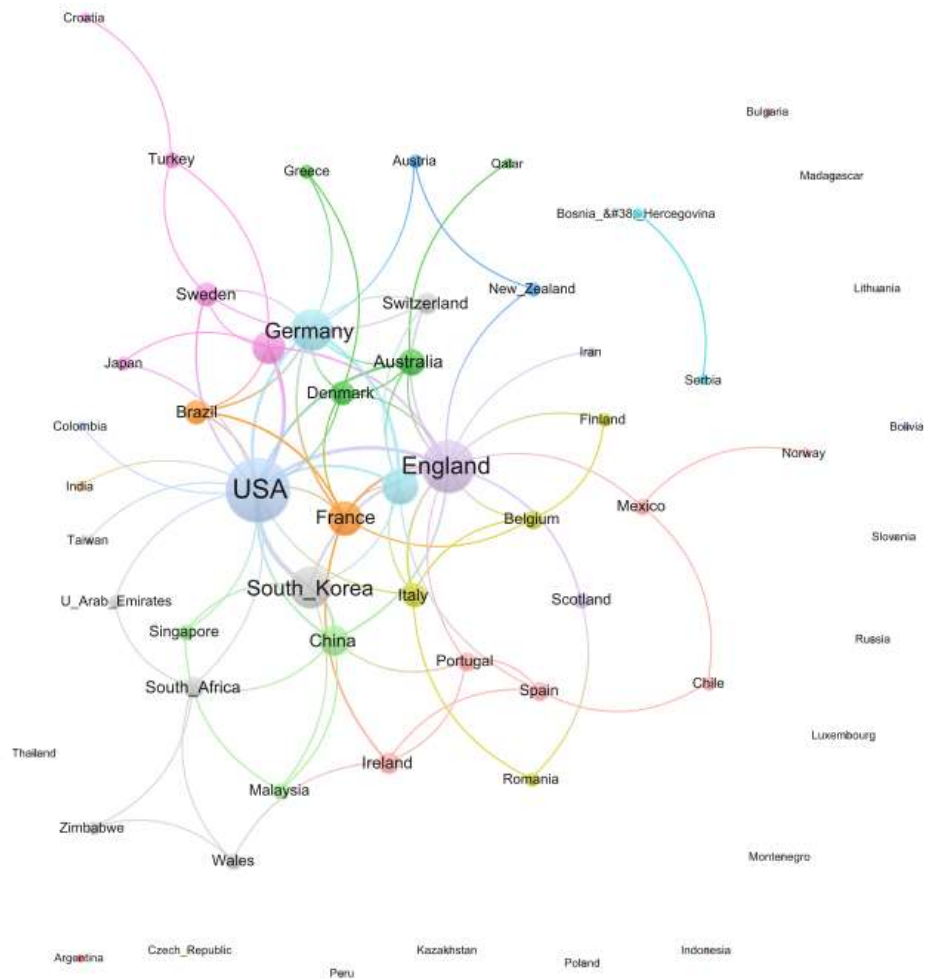 Croatia
Bulgaria
Turkey
Greece
Austria
Qatar
Madagascar
Bosnia_&#38;_Hercegovina
Sweden
New_Zealand
Lithuania
Switzerland
Germany
Iran
Japan
Australia
Serbia
Denmark
Brazil
Finland
Colombia
Bolivia
Norway
England
India
USA
Mexico
France
Belgium
Taiwan
Slovenia
South_Korea
Italy
U_Arab_Emirates
Scotland
Singapore
China
Russia
Portugal
South_Africa
Spain
Chile
Luxembourg
Thailand
Ireland
Romania
Malaysia
Zimbabwe
Wales
Montenegro
Czech_Republic
Kazakhstan
Indonesia
Argentina
Poland
Peru